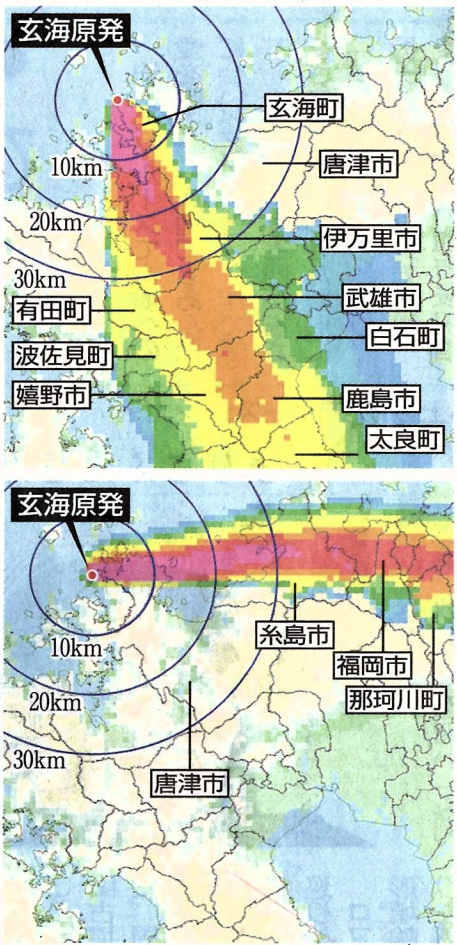 玄海原発
玄海町
10km
唐津市
20km
伊万里市
30km
武雄市
有田町
白石町
波佐見町
嬉野市
鹿島市
太良町
玄海原発
糸島市
10km
福岡市
20km
那珂川町
30km
唐津市